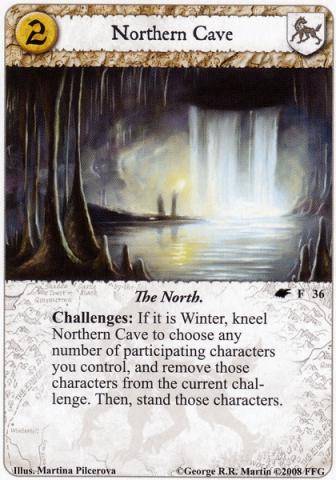 2
Northern Cave
The North.
F 36
Challenges: If it is Winter, kneel
Northern Cave to choose any
number of participating characters
you control, and remove those
characters from the current chal-
lenge. Then, stand those characters.
Winterfell
Illus. Martina Pilcerova
©George R.R. Martin ©2008 FFG